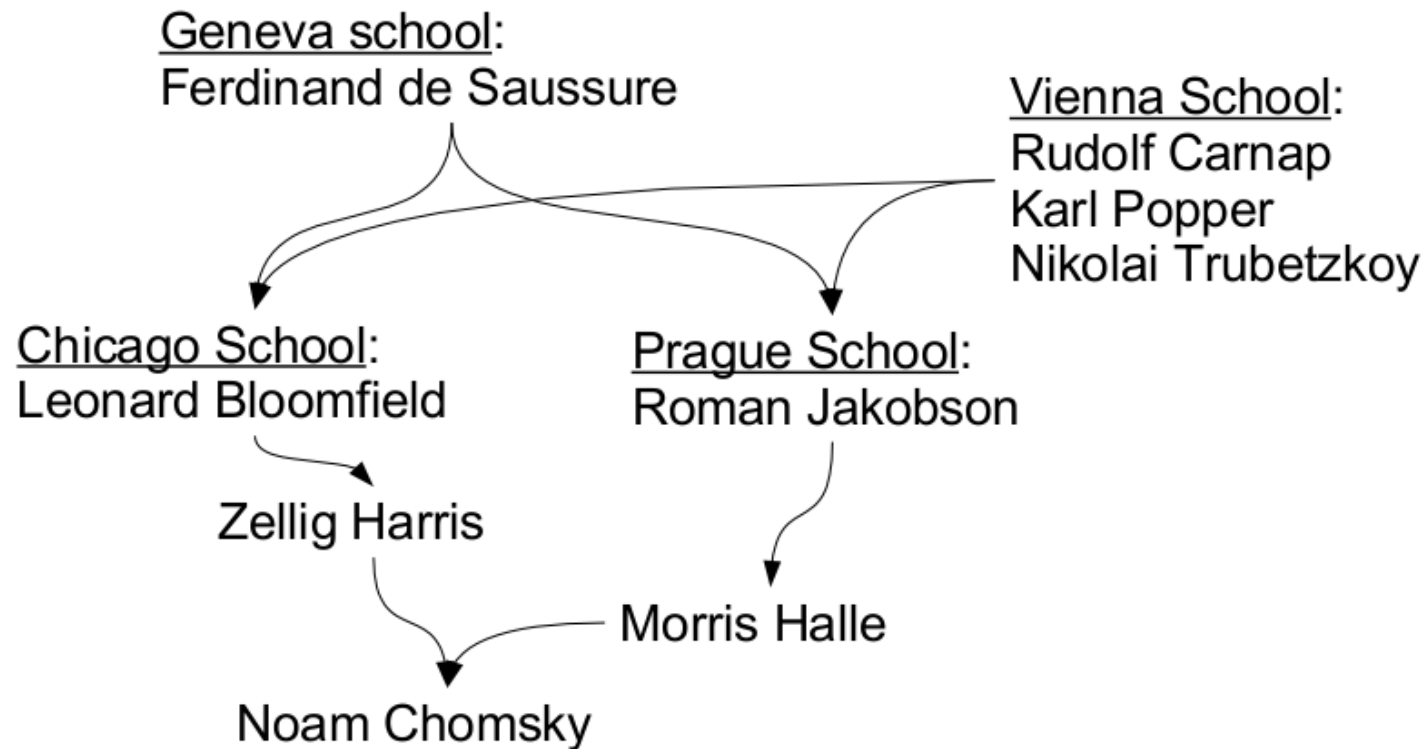 Geneva school:
Ferdinand de Saussure
Vienna School:
Rudolf Carnap
Karl Popper
Nikolai Trubetzkoy
Chicago School:
Leonard Bloomfield
Prague School:
Roman Jakobson
Zellig Harris
Morris Halle
Noam Chomsky